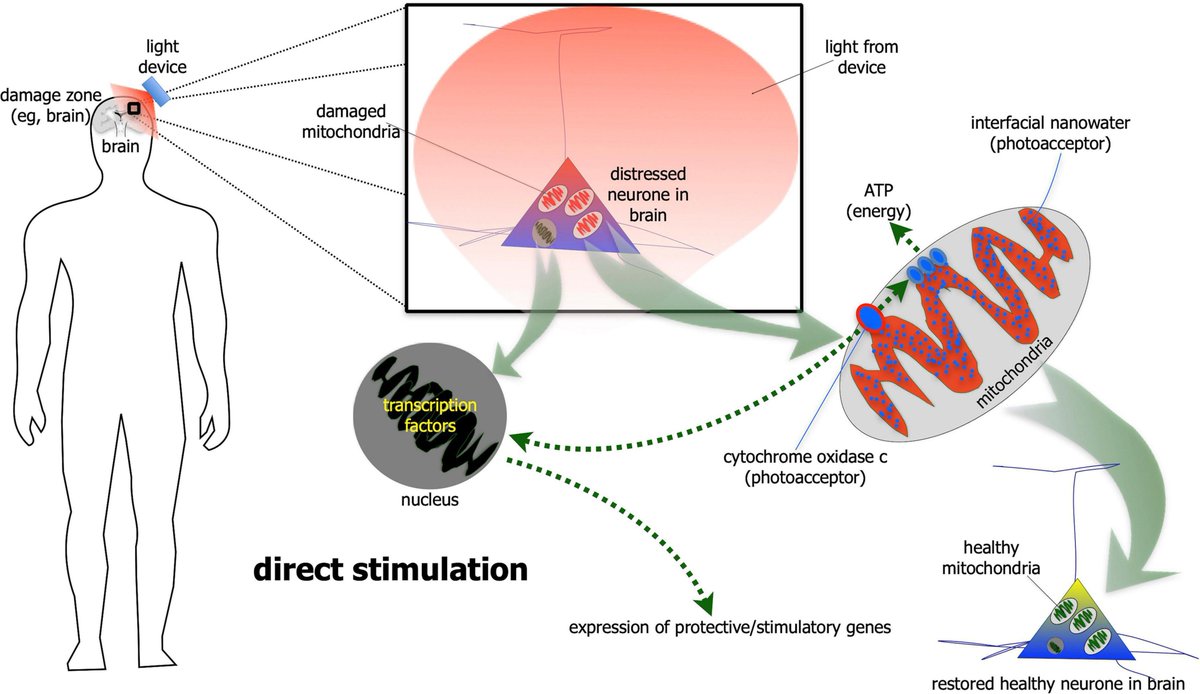 light
device
damage zone
(eg, brain)
brain
damaged
mitochondria
distressed
neurone in
brain
light from
device
interfacial nanowater
(photoacceptor)
ATP
(energy)
mitochondria
cytochrome oxidase c
(photoacceptor)
transcription
factors
nucleus
direct stimulation
expression of protective/stimulatory genes
healthy
mitochondria
restored healthy neurone in brain